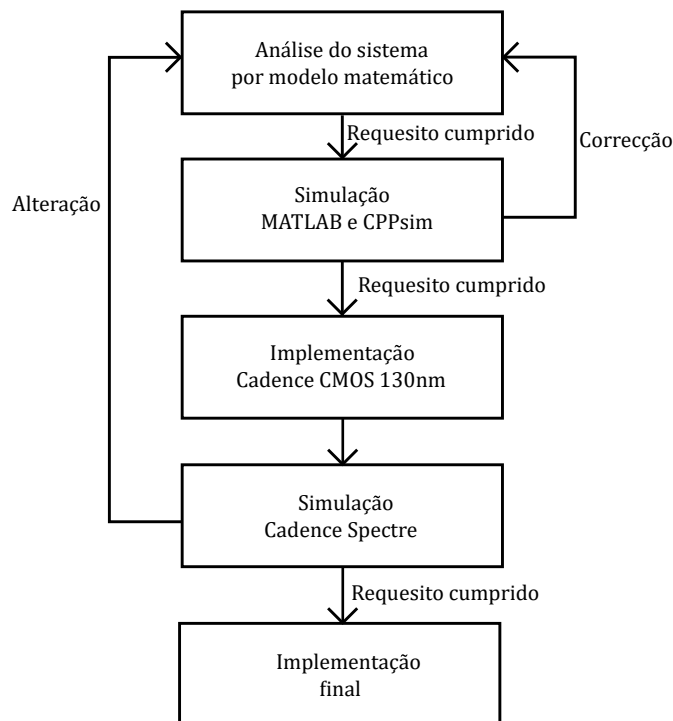 Análise do sistema
por modelo matemático
Requesito cumprido
Correcção
Simulação
MATLAB e CPPsim
Alteração
Requesito cumprido
Implementação
Cadence CMOS 130nm
Simulação
Cadence Spectre
Requesito cumprido
Implementação
final